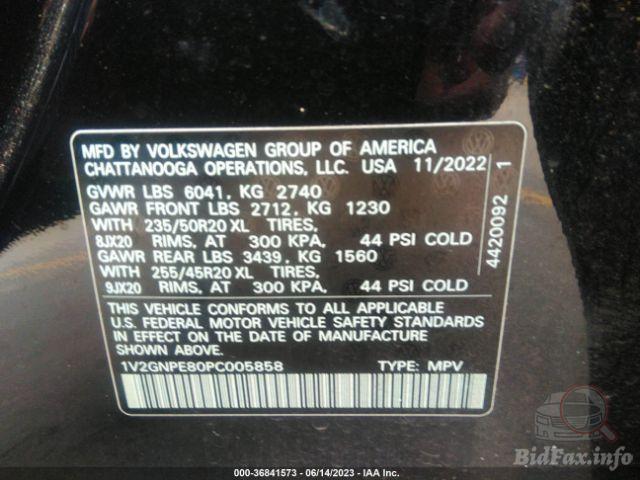 MFD BY VOLKSWAGEN GROUP OF AMERICA
CHATTANOOGA OPERATIONS, LLC. USA 11/2022
GVWR LBS 6041, KG 2740
GAWR FRONT LBS 2712, KG 1230
WITH 235/50R20 XL TIRES,
8JX20 RIMS, AT 300 KPA, 44 PSI COLD
GAWR REAR LBS 3439, KG 1560
WITH 255/45R20 XL TIRES,
9JX20 RIMS, AT 300 KPA, 44 PSI COLD
THIS VEHICLE CONFORMS TO ALL APPLICABLE
U.S. FEDERAL MOTOR VEHICLE SAFETY STANDARDS
IN EFFECT ON THE DATE OF MANUFACTURE
SHOWN ABOVE
1V2GNPE80PC005858 TYPE: MPV
4420092 1
BidFax.info
000-36841573 - 06/14/2023 - IAA Inc.